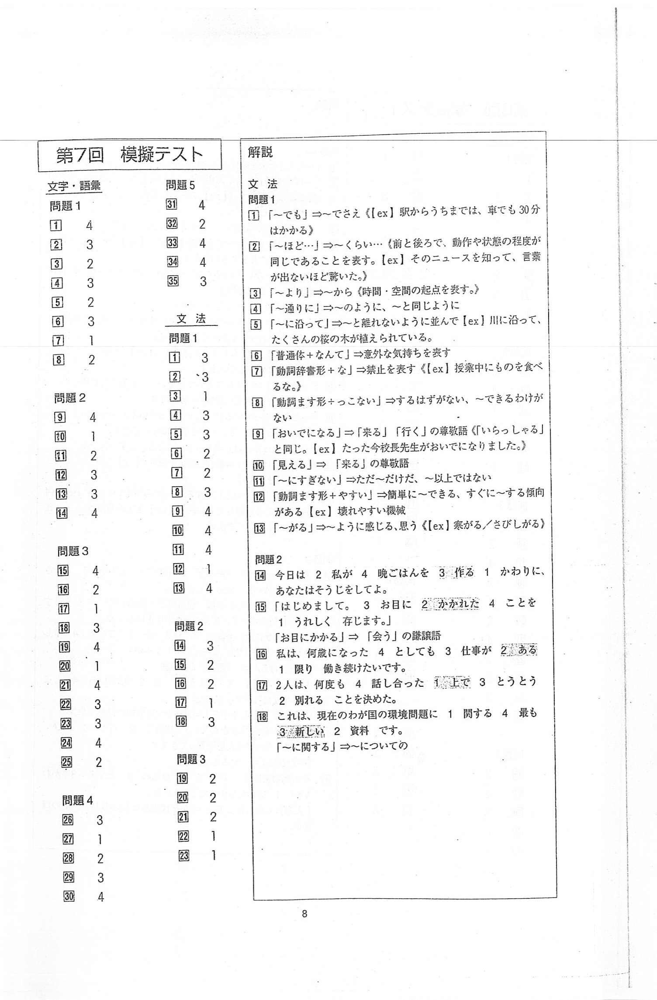 第7回　模擬テスト
文字・語彙
問題1
1　4
2　3
3　2
4　3
5　2
6　3
7　1
8　2
問題2
9　4
10　1
11　2
12　3
13　3
14　4
問題3
15　4
16　2
17　1
18　3
19　4
20　1
21　4
22　3
23　3
24　4
25　2
問題4
26　3
27　1
28　2
29　3
30　4
問題5
31　4
32　2
33　4
34　4
35　3
文　法
問題1
1　3
2　3
3　1
4　3
5　3
6　2
7　2
8　3
9　4
10　4
11　4
12　1
13　4
問題2
14　3
15　2
16　2
17　1
18　3
問題3
19　2
20　2
21　2
22　1
23　1
解説
文　法
問題1
1 「～でも」⇒～でさえ《【ex】駅からうちまでは、車でも30分
はかかる》
2 「～ほど…」⇒～くらい…《前と後ろで、動作や状態の程度が
同じであることを表す。【ex】そのニュースを知って、言葉
が出ないほど驚いた。》
3 「～より」⇒～から《時間・空間の起点を表す。》
4 「～通りに」⇒～のように、～と同じように
5 「～に沿って」⇒～と離れないように並んで【ex】川に沿って、
たくさんの桜の木が植えられている。
6 「普通体＋なんて」⇒意外な気持ちを表す
7 「動詞辞書形＋な」⇒禁止を表す《【ex】授業中にものを食べ
るな。》
8 「動詞ます形＋っこない」⇒するはずがない、～できるわけが
ない
9 「おいでになる」⇒「来る」「行く」の尊敬語《「いらっしゃる」
と同じ。【ex】たった今校長先生がおいでになりました。》
10 「見える」⇒「来る」の尊敬語
11 「～にすぎない」⇒ただ～だけだ、～以上ではない
12 「動詞ます形＋やすい」⇒簡単に～できる、すぐに～する傾向
がある【ex】壊れやすい機械
13 「～がる」⇒～ように感じる、思う《【ex】寒がる／さびしがる》
問題2
14 今日は　2　私が　4　晩ごはんを　3　作る　1　かわりに、
あなたはそうじをしてよ。
15 「はじめまして。　3　お目に　2　かかれた　4　ことを
1　うれしく　存じます。」
「お目にかかる」⇒「会う」の謙譲語
16 私は、何歳になった　4　としても　3　仕事が　2　ある
1　限り　働き続けたいです。
17 2人は、何度も　4　話し合った　1　上で　3　とうとう
2　別れる　ことを決めた。
18 これは、現在のわが国の環境問題に　1　関する　4　最も
3　新しい　2　資料　です。
「～に関する」⇒～についての
8